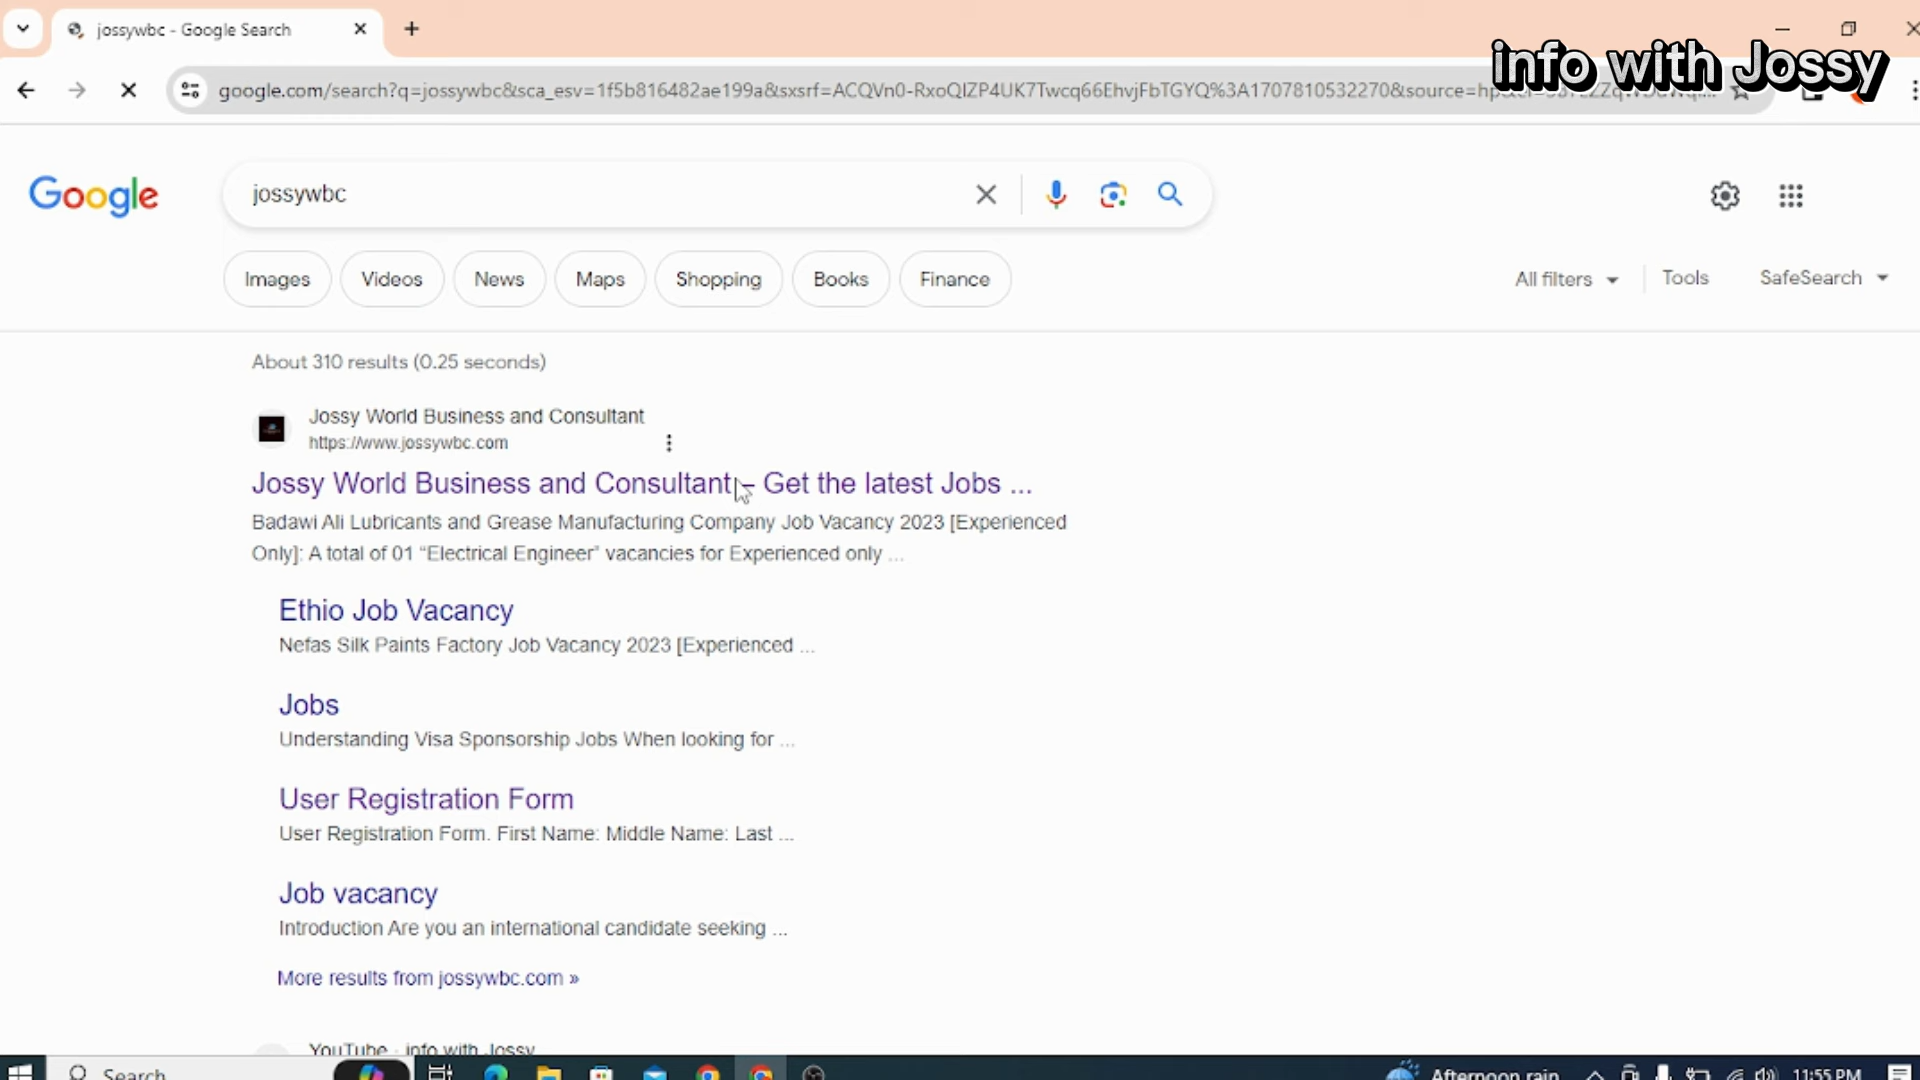 jossywbc - Google Search
info with Jossy
google.com/search?q=jossywbc&sca_esv=1f5b816482ae199a&sxsrf=ACQVn0-RxoQIZP4UK7Twcq66EhvjFbTGYQ%3A1707810532270&source=hp
Google
jossywbc
Images Videos News Maps Shopping Books Finance All filters Tools SafeSearch
About 310 results (0.25 seconds)
Jossy World Business and Consultant
https://www.jossywbc.com
Jossy World Business and Consultant – Get the latest Jobs ...
Badawi Ali Lubricants and Grease Manufacturing Company Job Vacancy 2023 [Experienced
Only]: A total of 01 “Electrical Engineer” vacancies for Experienced only ...
Ethio Job Vacancy
Nefas Silk Paints Factory Job Vacancy 2023 [Experienced ...
Jobs
Understanding Visa Sponsorship Jobs When looking for ...
User Registration Form
User Registration Form. First Name: Middle Name: Last ...
Job vacancy
Introduction Are you an international candidate seeking ...
More results from jossywbc.com »
YouTube · info with Jossy
Search Afternoon rain 11:55 PM